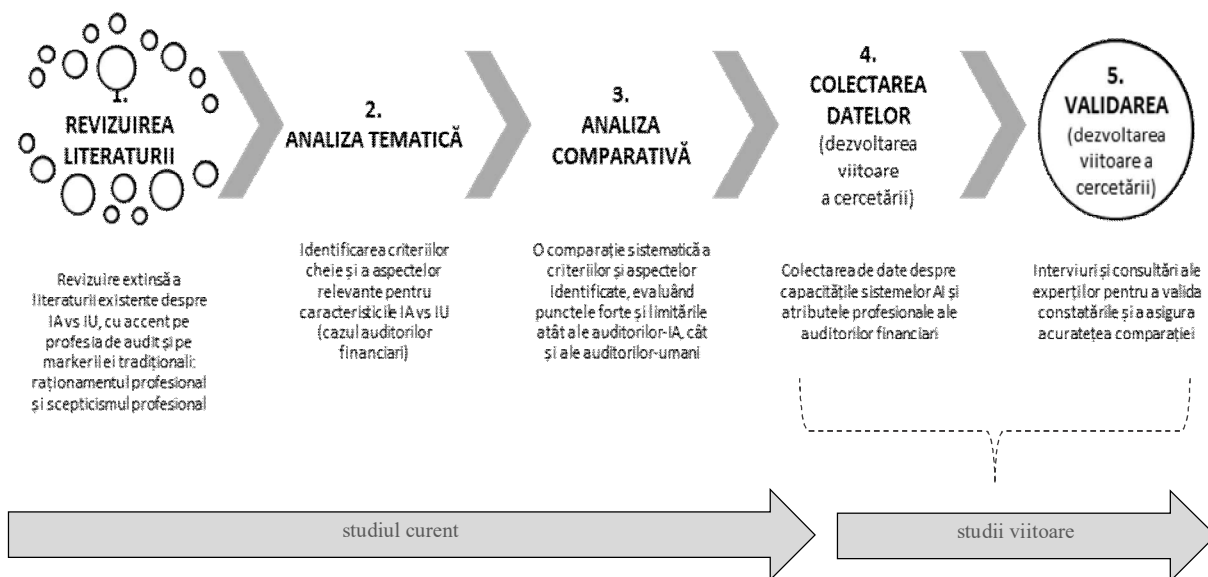 1.
REVIZUIREA
LITERATURII
2.
ANALIZA TEMATICĂ
3.
ANALIZA
COMPARATIVĂ
4.
COLECTAREA
DATELOR
(dezvoltarea
viitoare
a cercetării)
5.
VALIDAREA
(dezvoltarea
viitoare a
cercetării)
Revizuire extinsă a
literaturii existente despre
IA vs IU, cu accent pe
profesia de audit și pe
markerii ei tradiționali:
raționamentul profesional
și scepticismul profesional
Identificarea criteriilor
cheie și a aspectelor
relevante pentru
caracteristicile IA vs IU
(cazul auditorilor
financiari)
O comparație sistematică a
criteriilor și aspectelor
identificate, evaluând
punctele forte și limitările
atât ale auditorilor-IA, cât
și ale auditorilor-umani
Colectarea de date despre
capacitățile sistemelor AI și
atributele profesionale ale
auditorilor financiari
Interviuri și consultări ale
experților pentru a valida
constatările și a asigura
acuratețea comparației
studiul curent
studii viitoare